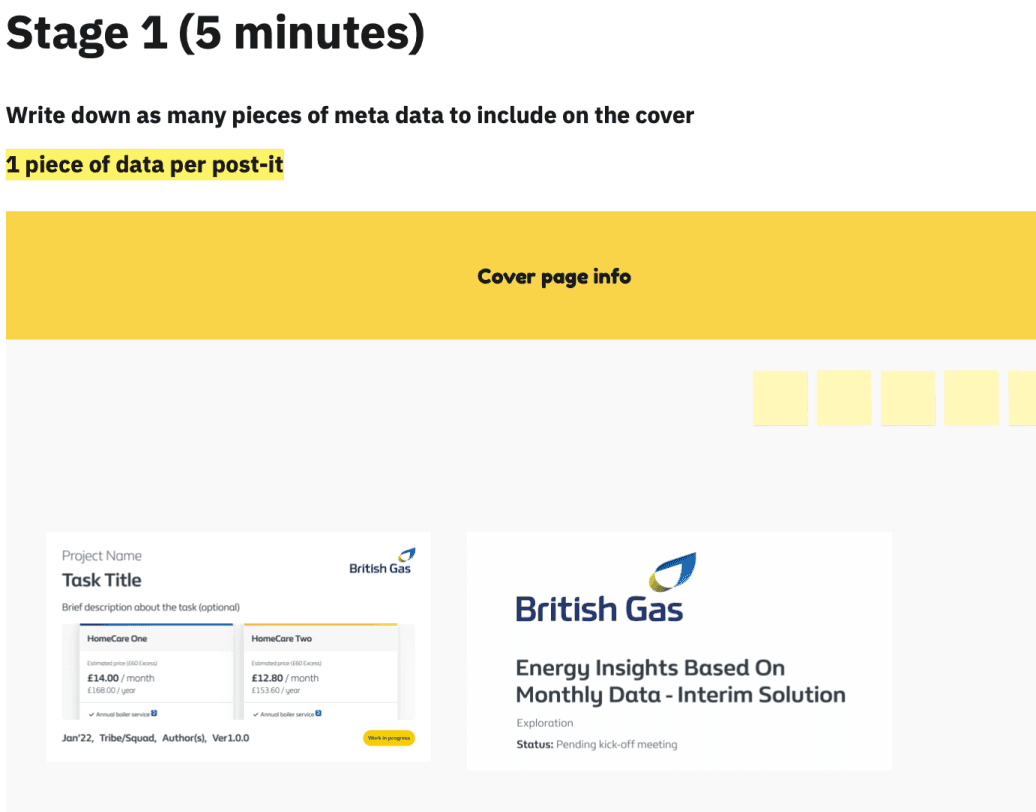 Stage 1 (5 minutes)
Write down as many pieces of meta data to include on the cover
1 piece of data per post-it
Cover page info
Project Name
Task Title
British Gas
Brief description about the task (optional)
HomeCare One
Estimated price (£60 Excess)
£14.00 / month
£168.00 / year
✓ Annual boiler service ?
HomeCare Two
Estimated price (£60 Excess)
£12.80 / month
£153.60 / year
✓ Annual boiler service ?
Jan'22, Tribe/Squad, Author(s), Ver1.0.0
Work in progress
British Gas
Energy Insights Based On
Monthly Data - Interim Solution
Exploration
Status: Pending kick-off meeting